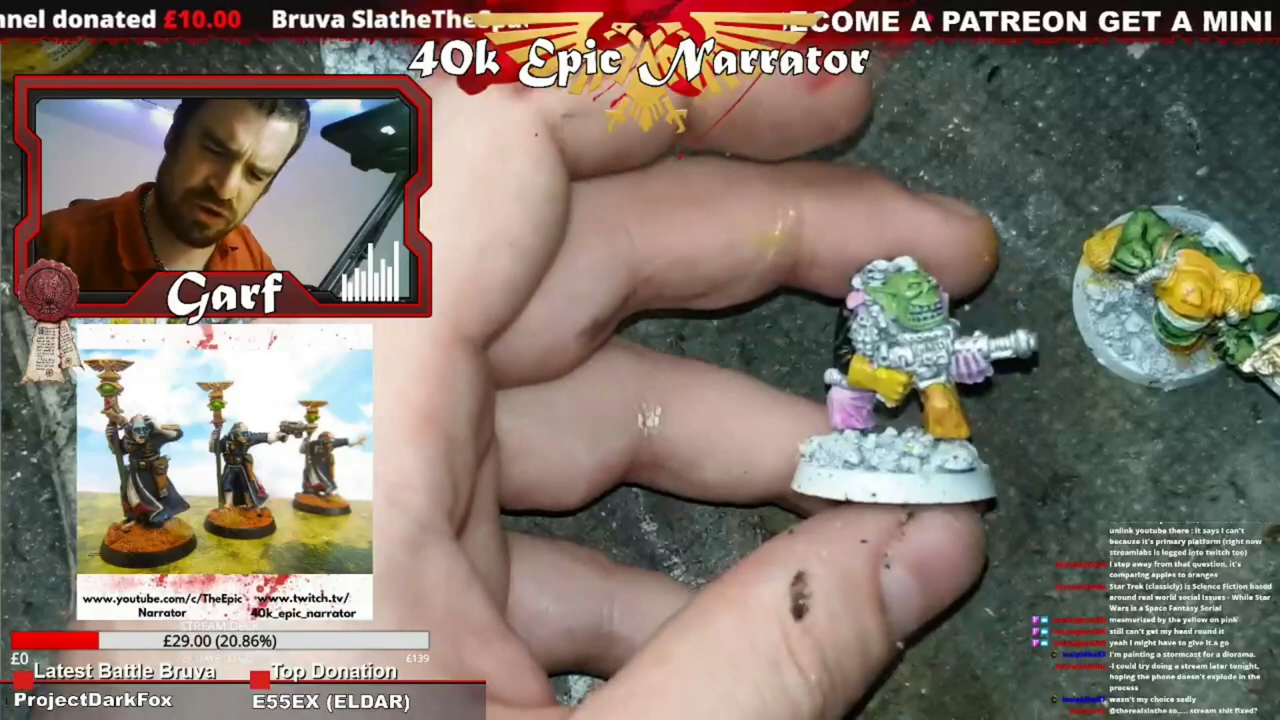 nnel donated £10.00 Bruva SlatheThe
ECOME A PATREON GET A MINI
40k Epic Narrator
Garf
www.youtube.com/c/TheEpic
Narrator
www.twitch.tv/
40k_epic_narrator
STREAM DECK
£29.00 (20.86%)
£0
£139
Latest Battle Bruva
Top Donation
ProjectDarkFox
E55EX (ELDAR)
unlink youtube there : it says I can't
because it's primary platform (right now
streamlabs is logged into twitch too)
I step away from that question, it's
comparing apples to oranges
Star Trek (classicly) is Science Fiction based
around real world social issues - While Star
Wars is a Space Fantasy Serial
mesmerized by the yellow on pink
still can't get my head round it
yeah I might have to give it.a go
I'm painting a stormcast for a diorama.
-I could try doing a stream later tonight,
hoping the phone doesn't explode in the
process
wasn't my choice sadly
@therealslathe so..... stream shit fixed?